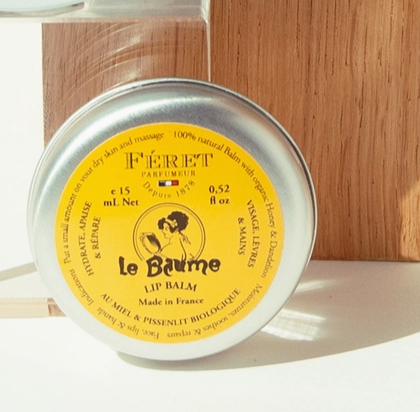 Put a small amount on your dry skin and massage
100% natural Balm with organic Honey & Dandelion
Moisturises, soothes & repairs
Face, lips & hands
Indications
FÉRET
PARFUMEUR
Depuis 1878
e 15
mL Net
0,52
fl oz
HYDRATE, APAISE
& RÉPARE
VISAGE, LÈVRES
& MAINS
Le Baume
LIP BALM
Made in France
AU MIEL & PISSENLIT BIOLOGIQUE